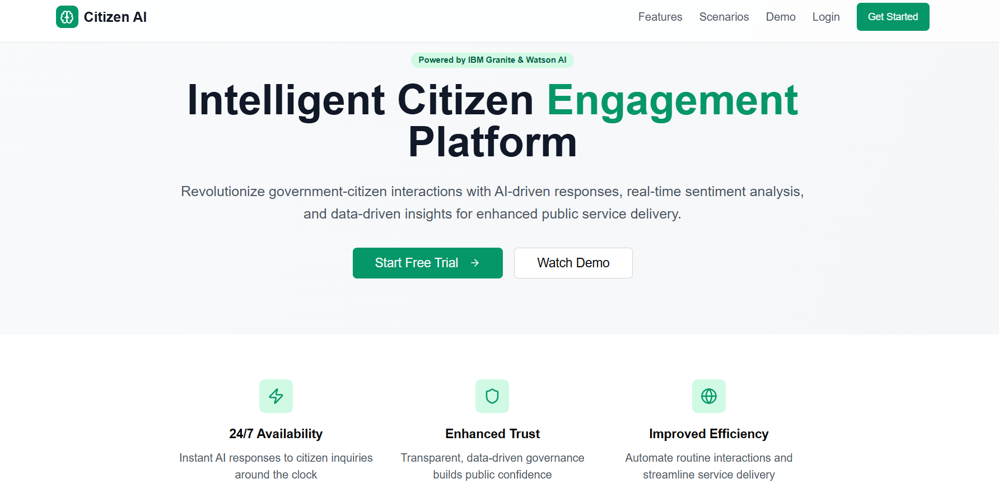 Citizen AI
Features
Scenarios
Demo
Login
Get Started
Powered by IBM Granite & Watson AI
Intelligent Citizen Engagement
Platform
Revolutionize government-citizen interactions with AI-driven responses, real-time sentiment analysis,
and data-driven insights for enhanced public service delivery.
Start Free Trial
Watch Demo
24/7 Availability
Instant AI responses to citizen inquiries
around the clock
Enhanced Trust
Transparent, data-driven governance
builds public confidence
Improved Efficiency
Automate routine interactions and
streamline service delivery